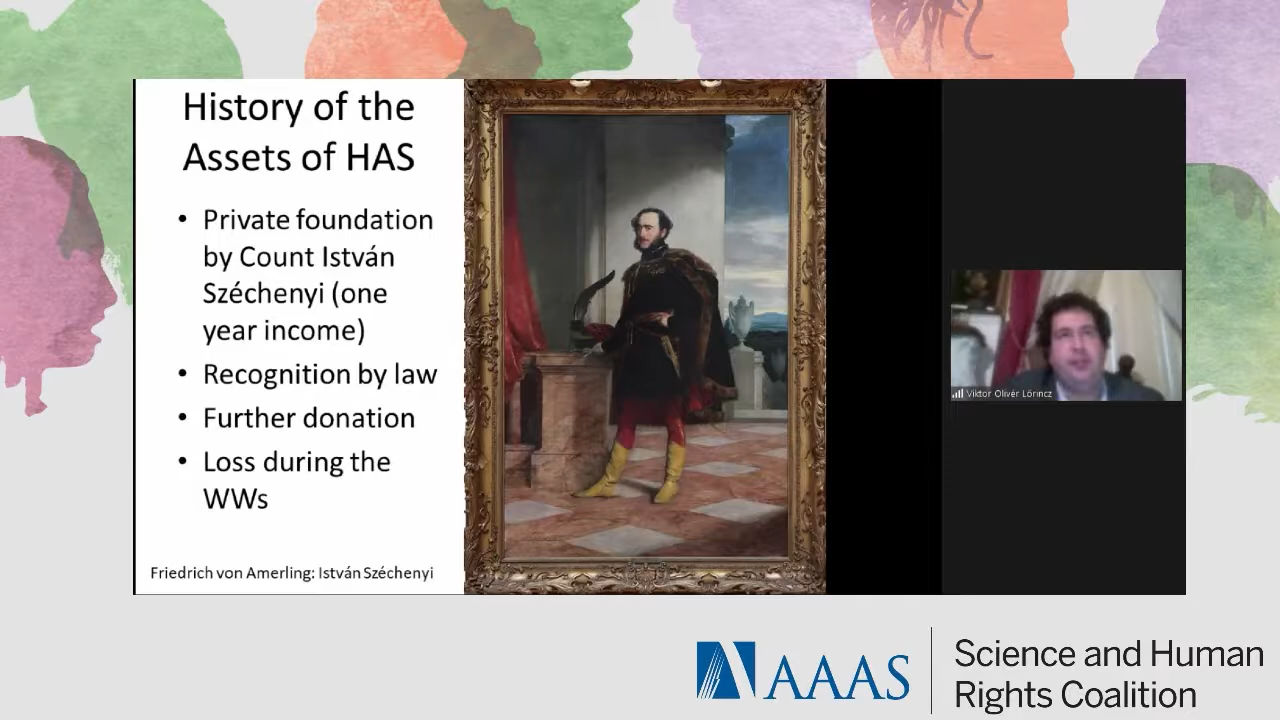 History of the
Assets of HAS
• Private foundation
by Count István
Széchenyi (one
year income)
• Recognition by law
• Further donation
• Loss during the
WWs
Friedrich von Amerling: István Széchenyi
Viktor Olivér Lőrincz
AAAS
Science and Human
Rights Coalition